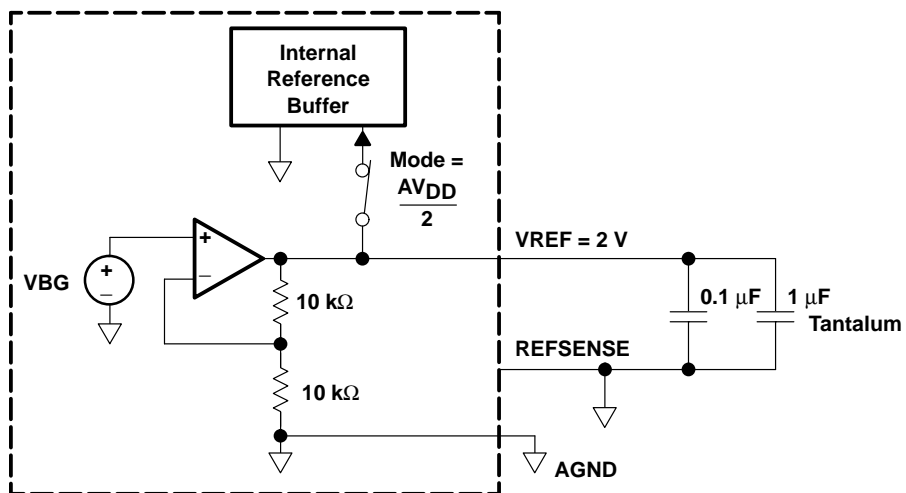 Internal
Reference
Buffer
Mode =
AVDD
2
+
−
+
−
VBG
VREF = 2 V
10 kΩ
0.1 µF
1 µF
Tantalum
REFSENSE
10 kΩ
AGND